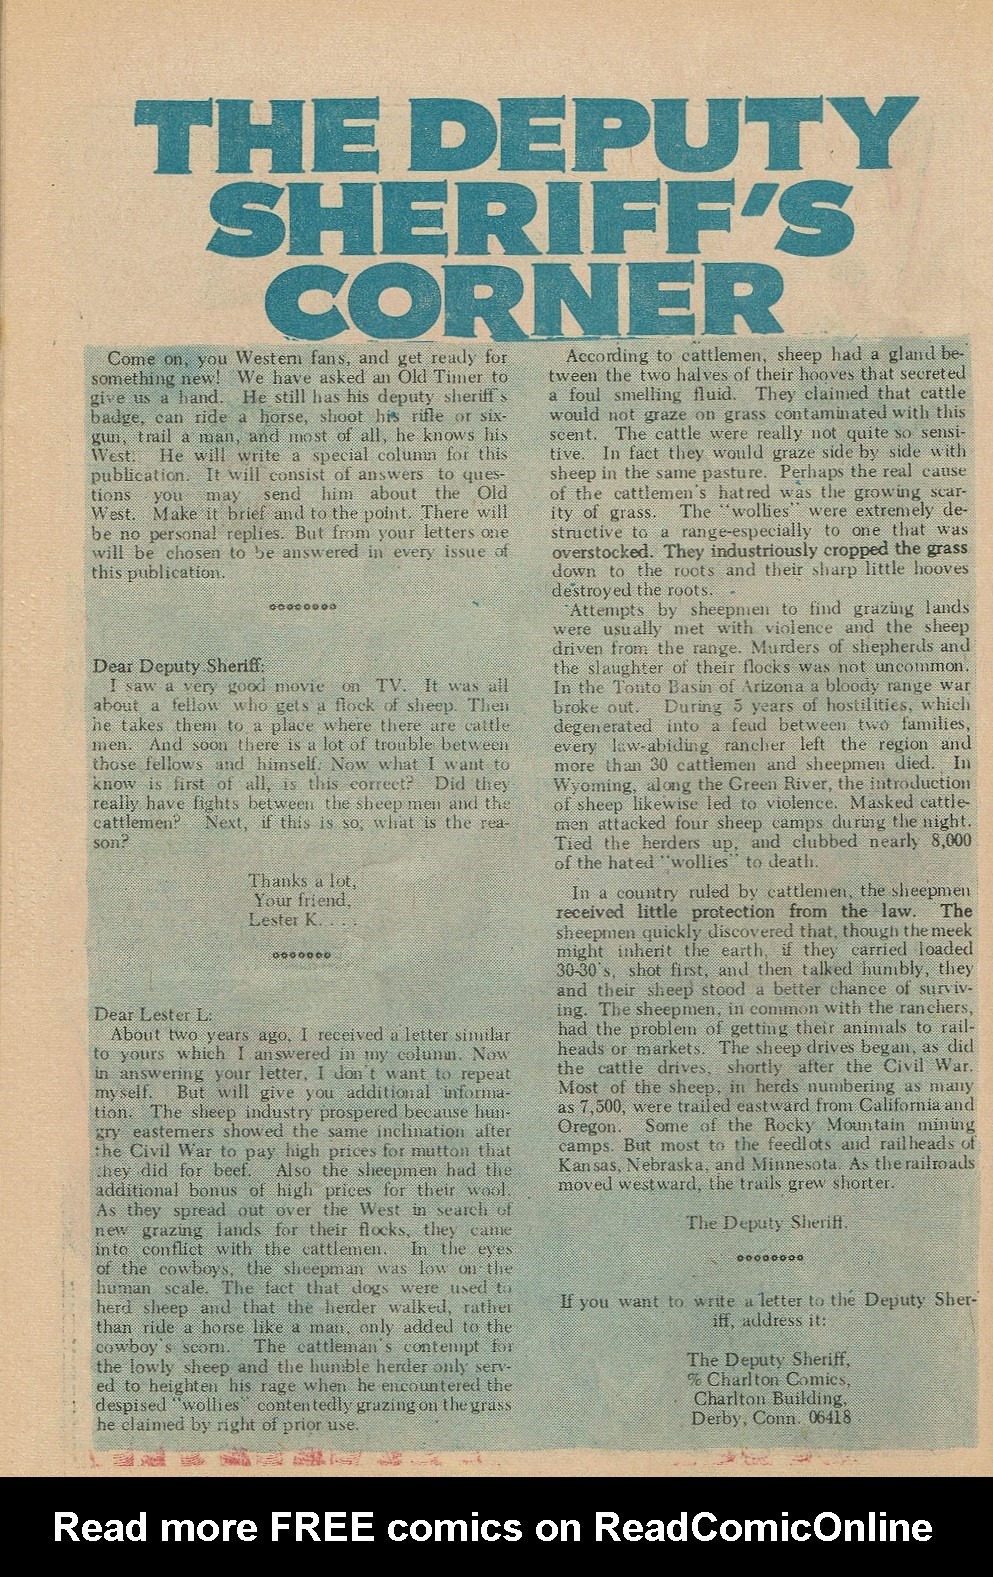 THE DEPUTY
SHERIFF'S
CORNER
Come on, you Western fans, and get ready for
something new! We have asked an Old Timer to
give us a hand. He still has his deputy sheriff's
badge, can ride a horse, shoot his rifle or six-
gun, trail a man, and most of all, he knows his
West. He will write a special column for this
publication. It will consist of answers to ques-
tions you may send him about the Old
West. Make it brief and to the point. There will
be no personal replies. But from your letters one
will be chosen to be answered in every issue of
this publication.
Dear Deputy Sheriff:
I saw a very good movie on TV. It was all
about a fellow who gets a flock of sheep. Then
he takes them to a place where there are cattle
men. And soon there is a lot of trouble between
those fellows and himself. Now what I want to
know is first of all, is this correct? Did they
really have fights between the sheep men and the
cattlemen? Next, if this is so, what is the rea-
son?
Thanks a lot,
Your friend,
Lester K. . . .
Dear Lester L:
About two years ago, I received a letter similar
to yours which I answered in my column. Now
in answering your letter, I don't want to repeat
myself. But will give you additional informa-
tion. The sheep industry prospered because hun-
gry easterners showed the same inclination after
the Civil War to pay high prices for mutton that
they did for beef. Also the sheepmen had the
additional bonus of high prices for their wool.
As they spread out over the West in search of
new grazing lands for their flocks, they came
into conflict with the cattlemen. In the eyes
of the cowboys, the sheepman was low on the
human scale. The fact that dogs were used to
herd sheep and that the herder walked, rather
than ride a horse like a man, only added to the
cowboy's scorn. The cattleman's contempt for
the lowly sheep and the humble herder only serv-
ed to heighten his rage when he encountered the
despised "wollies" contentedly grazing on the grass
he claimed by right of prior use.
According to cattlemen, sheep had a gland be-
tween the two halves of their hooves that secreted
a foul smelling fluid. They claimed that cattle
would not graze on grass contaminated with this
scent. The cattle were really not quite so sensi-
tive. In fact they would graze side by side with
sheep in the same pasture. Perhaps the real cause
of the cattlemen's hatred was the growing scar-
ity of grass. The "wollies" were extremely de-
structive to a range-especially to one that was
overstocked. They industriously cropped the grass
down to the roots and their sharp little hooves
destroyed the roots.
Attempts by sheepmen to find grazing lands
were usually met with violence and the sheep
driven from the range. Murders of shepherds and
the slaughter of their flocks was not uncommon.
In the Tonto Basin of Arizona a bloody range war
broke out. During 5 years of hostilities, which
degenerated into a feud between two families,
every law-abiding rancher left the region and
more than 30 cattlemen and sheepmen died. In
Wyoming, along the Green River, the introduction
of sheep likewise led to violence. Masked cattle-
men attacked four sheep camps during the night.
Tied the herders up, and clubbed nearly 8,000
of the hated "wollies" to death.
In a country ruled by cattlemen, the sheepmen
received little protection from the law. The
sheepmen quickly discovered that, though the meek
might inherit the earth, if they carried loaded
30-30's, shot first, and then talked humbly, they
and their sheep stood a better chance of surviv-
ing. The sheepmen, in common with the ranchers,
had the problem of getting their animals to rail-
heads or markets. The sheep drives began, as did
the cattle drives, shortly after the Civil War.
Most of the sheep, in herds numbering as many
as 7,500, were trailed eastward from California and
Oregon. Some of the Rocky Mountain mining
camps. But most to the feedlots and railheads of
Kansas, Nebraska, and Minnesota. As the railroads
moved westward, the trails grew shorter.
The Deputy Sheriff.
If you want to write a letter to the Deputy Sher-
iff, address it:
The Deputy Sheriff,
% Charlton Comics,
Charlton Building,
Derby, Conn. 06418
Read more FREE comics on ReadComicOnline